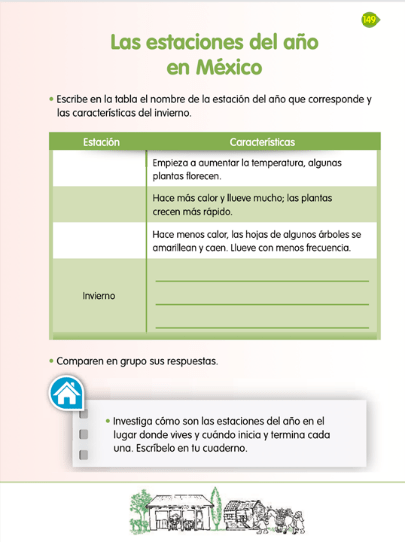 149
Las estaciones del año
en México
• Escribe en la tabla el nombre de la estación del año que corresponde y
las características del invierno.
Estación Características
Empieza a aumentar la temperatura, algunas
plantas florecen.
Hace más calor y llueve mucho; las plantas
crecen más rápido.
Hace menos calor, las hojas de algunos árboles se
amarillean y caen. Llueve con menos frecuencia.
Invierno
• Comparen en grupo sus respuestas.
• Investiga cómo son las estaciones del año en el
lugar donde vives y cuándo inicia y termina cada
una. Escríbelo en tu cuaderno.